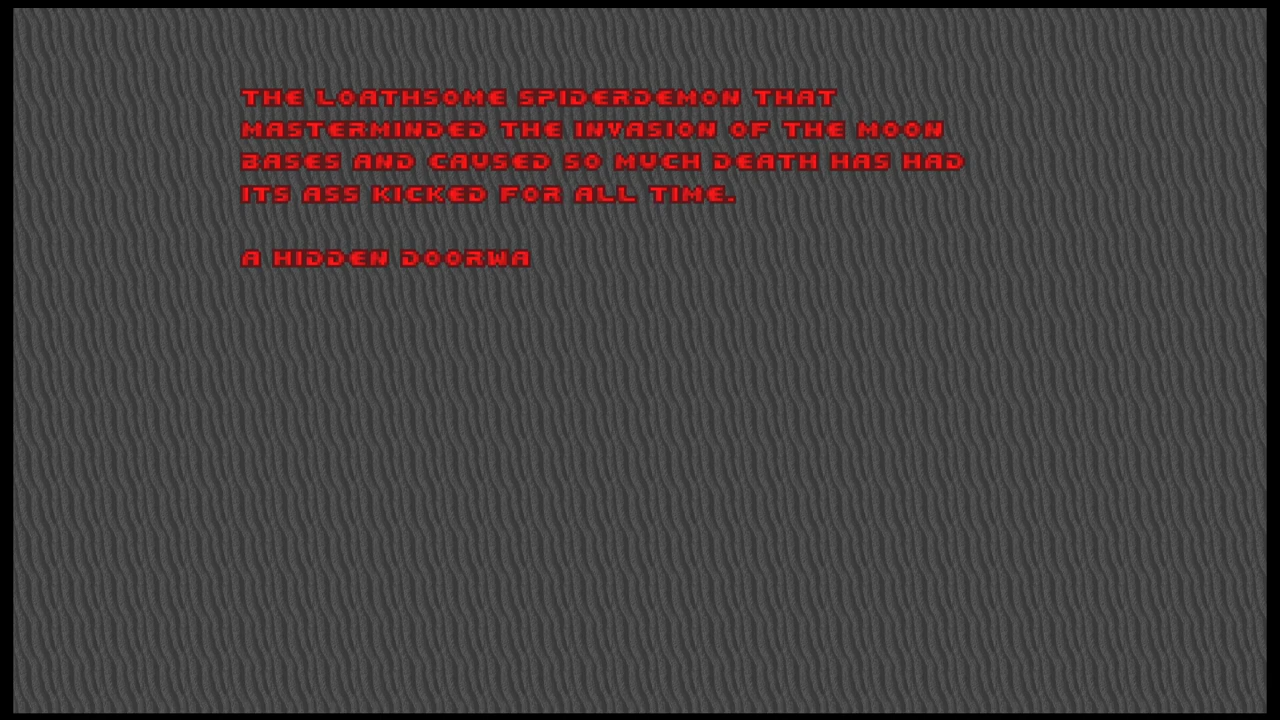 THE LOATHSOME SPIDERDEMON THAT
MASTERMINDED THE INVASION OF THE MOON
BASES AND CAUSED SO MUCH DEATH HAS HAD
ITS ASS KICKED FOR ALL TIME.
A HIDDEN DOORWA